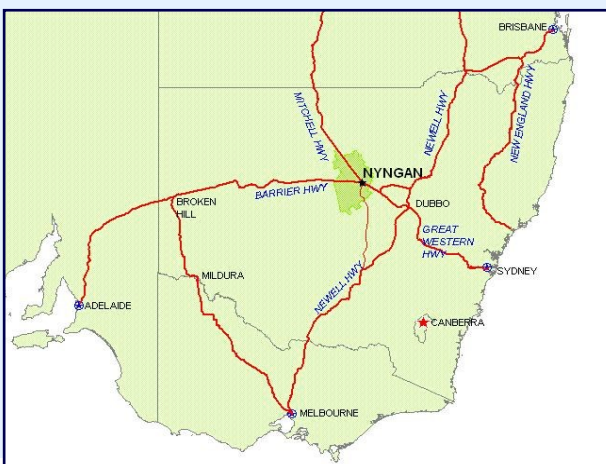 BRISBANE
MITCHELL HWY
NEWELL HWY
NEW ENGLAND HWY
NYNGAN
BARRIER HWY
BROKEN
HILL
DUBBO
GREAT
WESTERN
HWY
MILDURA
NEWELL HWY
SYDNEY
ADELAIDE
CANBERRA
MELBOURNE